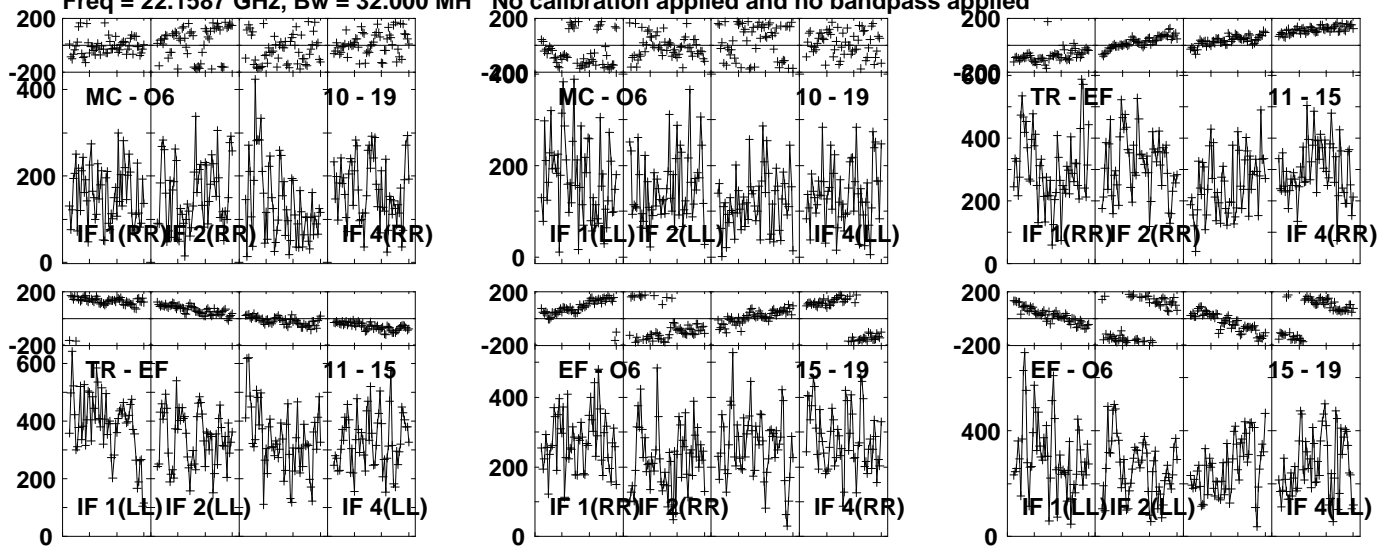 Freq = 22.1587 GHz, Bw = 32.000 MH No calibration applied and no bandpass applied
200 200 200
-200 -200
400 400 600
MC - O6 10 - 19 MC - O6 10 - 19 TR - EF 11 - 15
400
200 200 200
IF 1(RR) IF 2(RR) IF 4(RR) IF 1(LL) IF 2(LL) IF 4(LL) IF 1(RR) IF 2(RR) IF 4(RR)
0 0 0
200 200 200
-200 -200 -200
600
TR - EF 11 - 15 EF - O6 15 - 19 EF - O6 15 - 19
400 400 400
200 200
IF 1(LL) IF 2(LL) IF 4(LL) IF 1(RR) IF 2(RR) IF 4(RR) IF 1(LL) IF 2(LL) IF 4(LL)
0 0 0